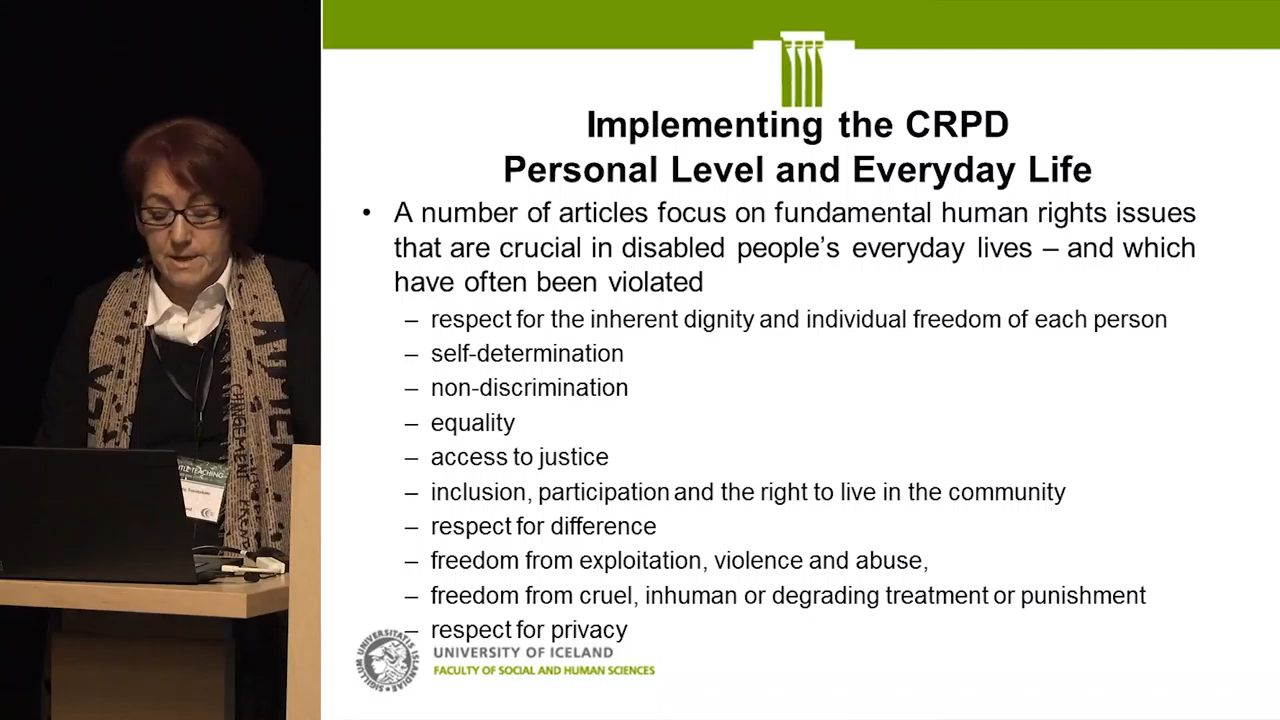 Implementing the CRPD
Personal Level and Everyday Life
• A number of articles focus on fundamental human rights issues
that are crucial in disabled people’s everyday lives – and which
have often been violated
– respect for the inherent dignity and individual freedom of each person
– self-determination
– non-discrimination
– equality
– access to justice
– inclusion, participation and the right to live in the community
– respect for difference
– freedom from exploitation, violence and abuse,
– freedom from cruel, inhuman or degrading treatment or punishment
– respect for privacy
UNIVERSITY OF ICELAND
FACULTY OF SOCIAL AND HUMAN SCIENCES
SIGILLUM UNIVERSITATIS ISLANDIAE
TEACHING